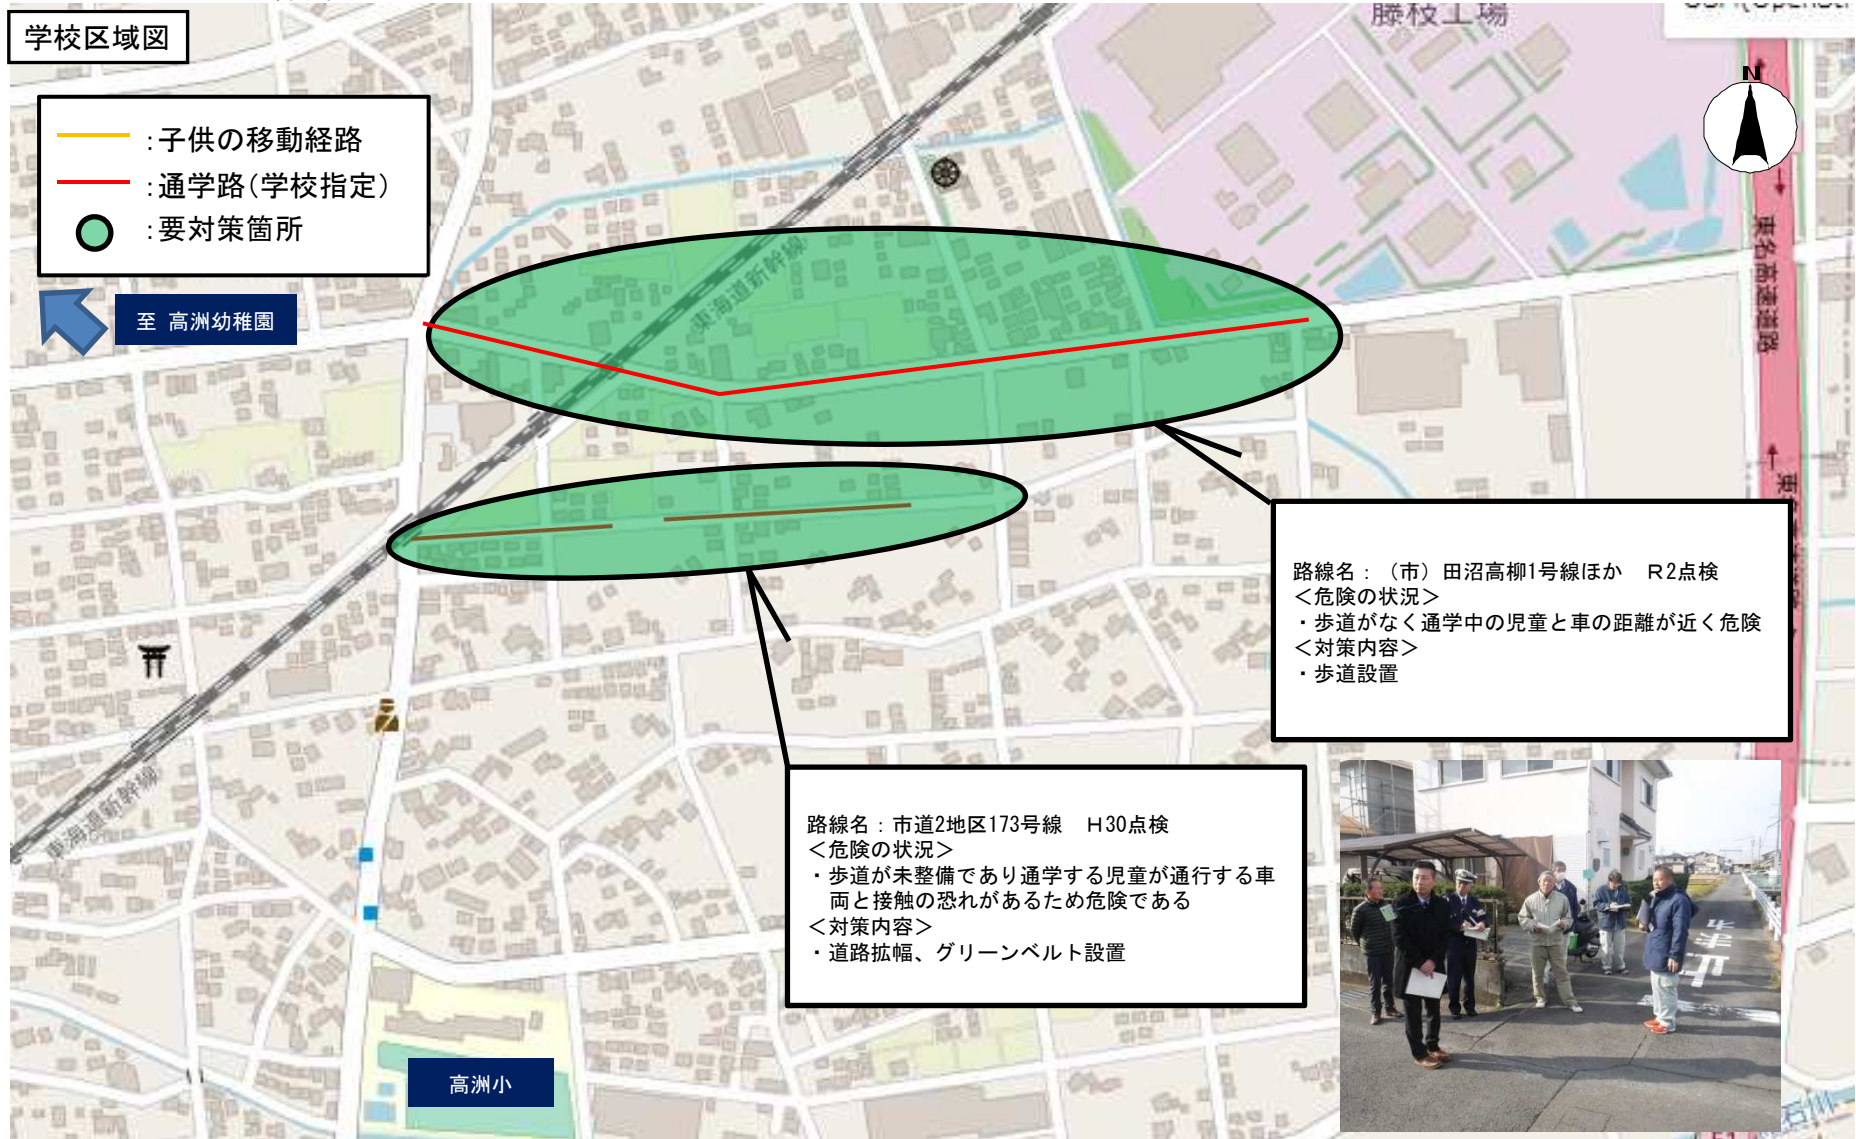 学校区域図
藤枝工場
N
:子供の移動経路
:通学路(学校指定)
:要対策箇所
至 高洲幼稚園
東海道新幹線
東名高速道路
路線名：（市）田沼高柳1号線ほか　R2点検
＜危険の状況＞
・歩道がなく通学中の児童と車の距離が近く危険
＜対策内容＞
・歩道設置
東海道新幹線
路線名：市道2地区173号線　H30点検
＜危険の状況＞
・歩道が未整備であり通学する児童が通行する車
両と接触の恐れがあるため危険である
＜対策内容＞
・道路拡幅、グリーンベルト設置
高洲小